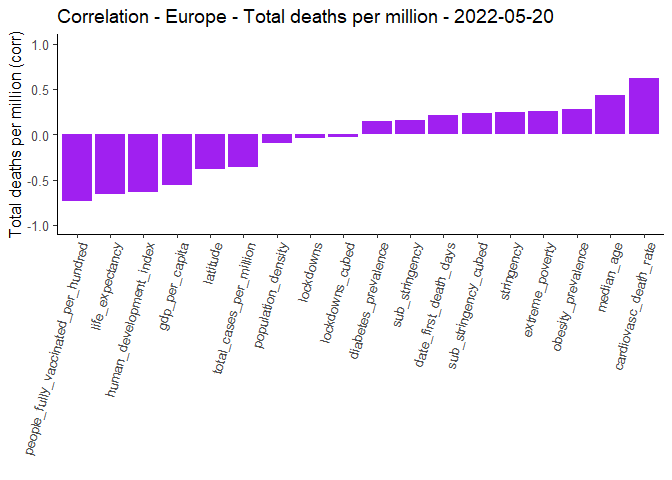 Correlation - Europe - Total deaths per million - 2022-05-20
Total deaths per million (corr)
1.0
0.5
0.0
-0.5
-1.0
people_fully_vaccinated_per_hundred
life_expectancy
human_development_index
gdp_per_capita
latitude
total_cases_per_million
population_density
lockdowns
lockdowns_cubed
diabetes_prevalence
sub_stringency
date_first_death_days
sub_stringency_cubed
stringency
extreme_poverty
obesity_prevalence
median_age
cardiovasc_death_rate